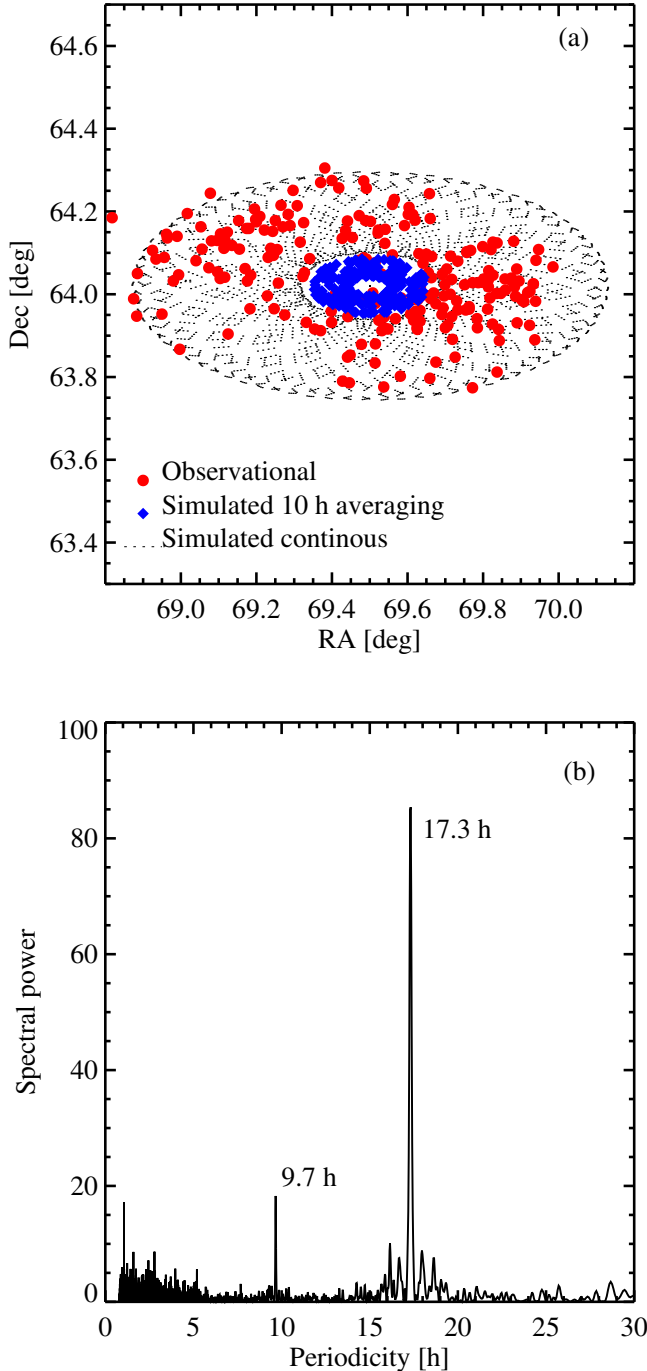 (a)
64.6
64.4
64.2
64.0
63.8
63.6
63.4
Dec [deg]
Observational
Simulated 10 h averaging
Simulated continous
69.0 69.2 69.4 69.6 69.8 70.0
RA [deg]
(b)
100
80
60
40
20
0
Spectral power
17.3 h
9.7 h
0 5 10 15 20 25 30
Periodicity [h]